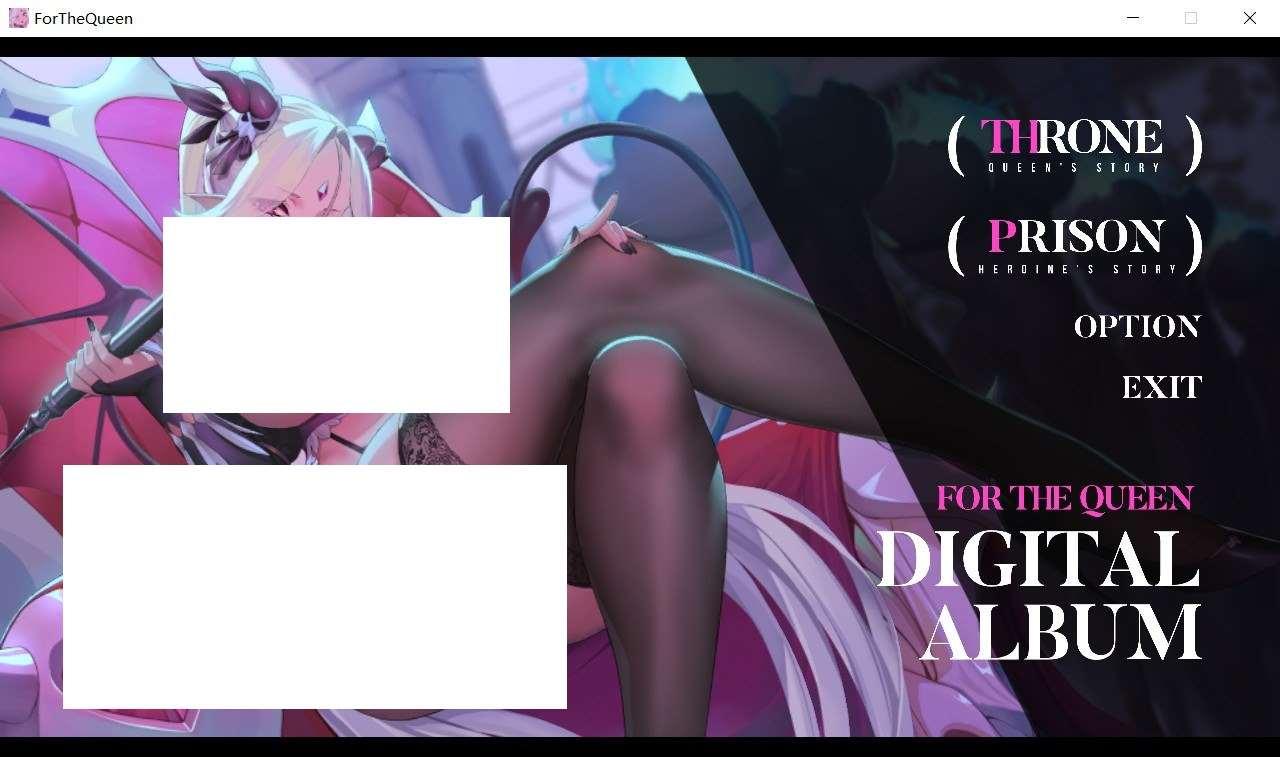 ForTheQueen
( THRONE )
QUEEN'S STORY
( PRISON )
HEROINE'S STORY
OPTION
EXIT
FOR THE QUEEN
DIGITAL
ALBUM